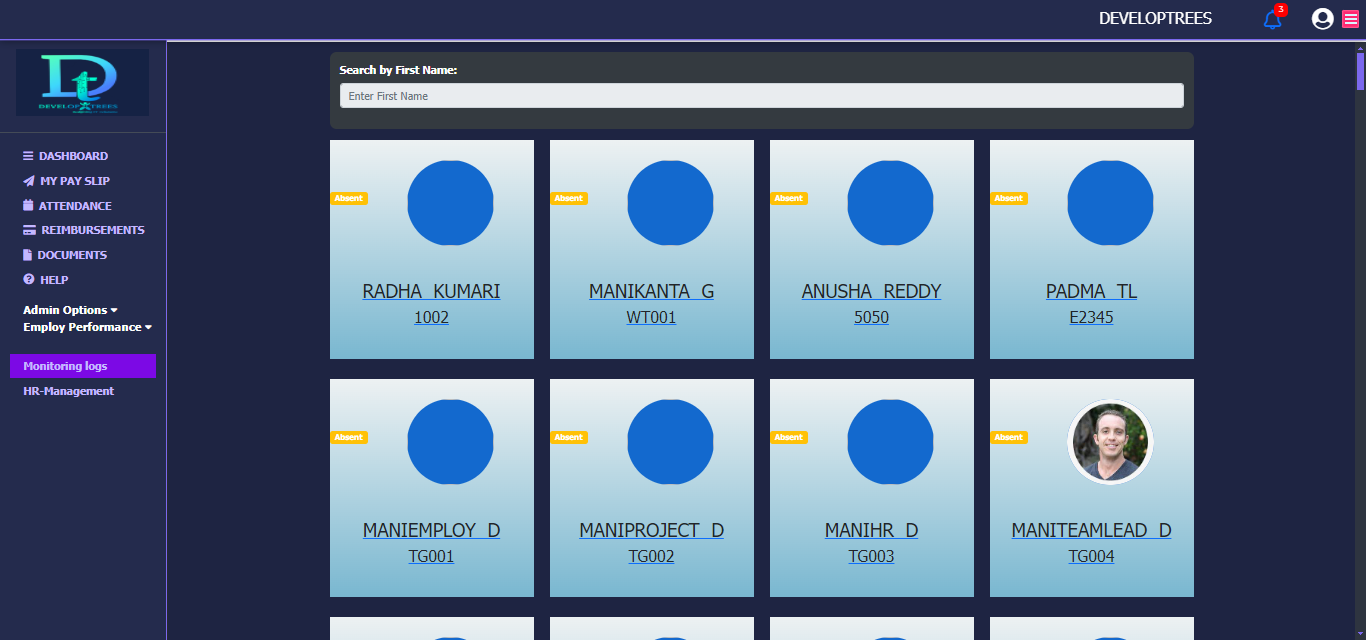 DEVELOPTREES
3
Dt
DEVELOP TREES
DASHBOARD
MY PAY SLIP
ATTENDANCE
REIMBURSEMENTS
DOCUMENTS
HELP
Admin Options
Employ Performance
Monitoring logs
HR-Management
Search by First Name:
Enter First Name
Absent
RADHA KUMARI
1002
Absent
MANIKANTA G
WT001
Absent
ANUSHA REDDY
5050
Absent
PADMA TL
E2345
Absent
MANIEMPLOY D
TG001
Absent
MANIPROJECT D
TG002
Absent
MANIHR D
TG003
Absent
MANITEAMLEAD D
TG004